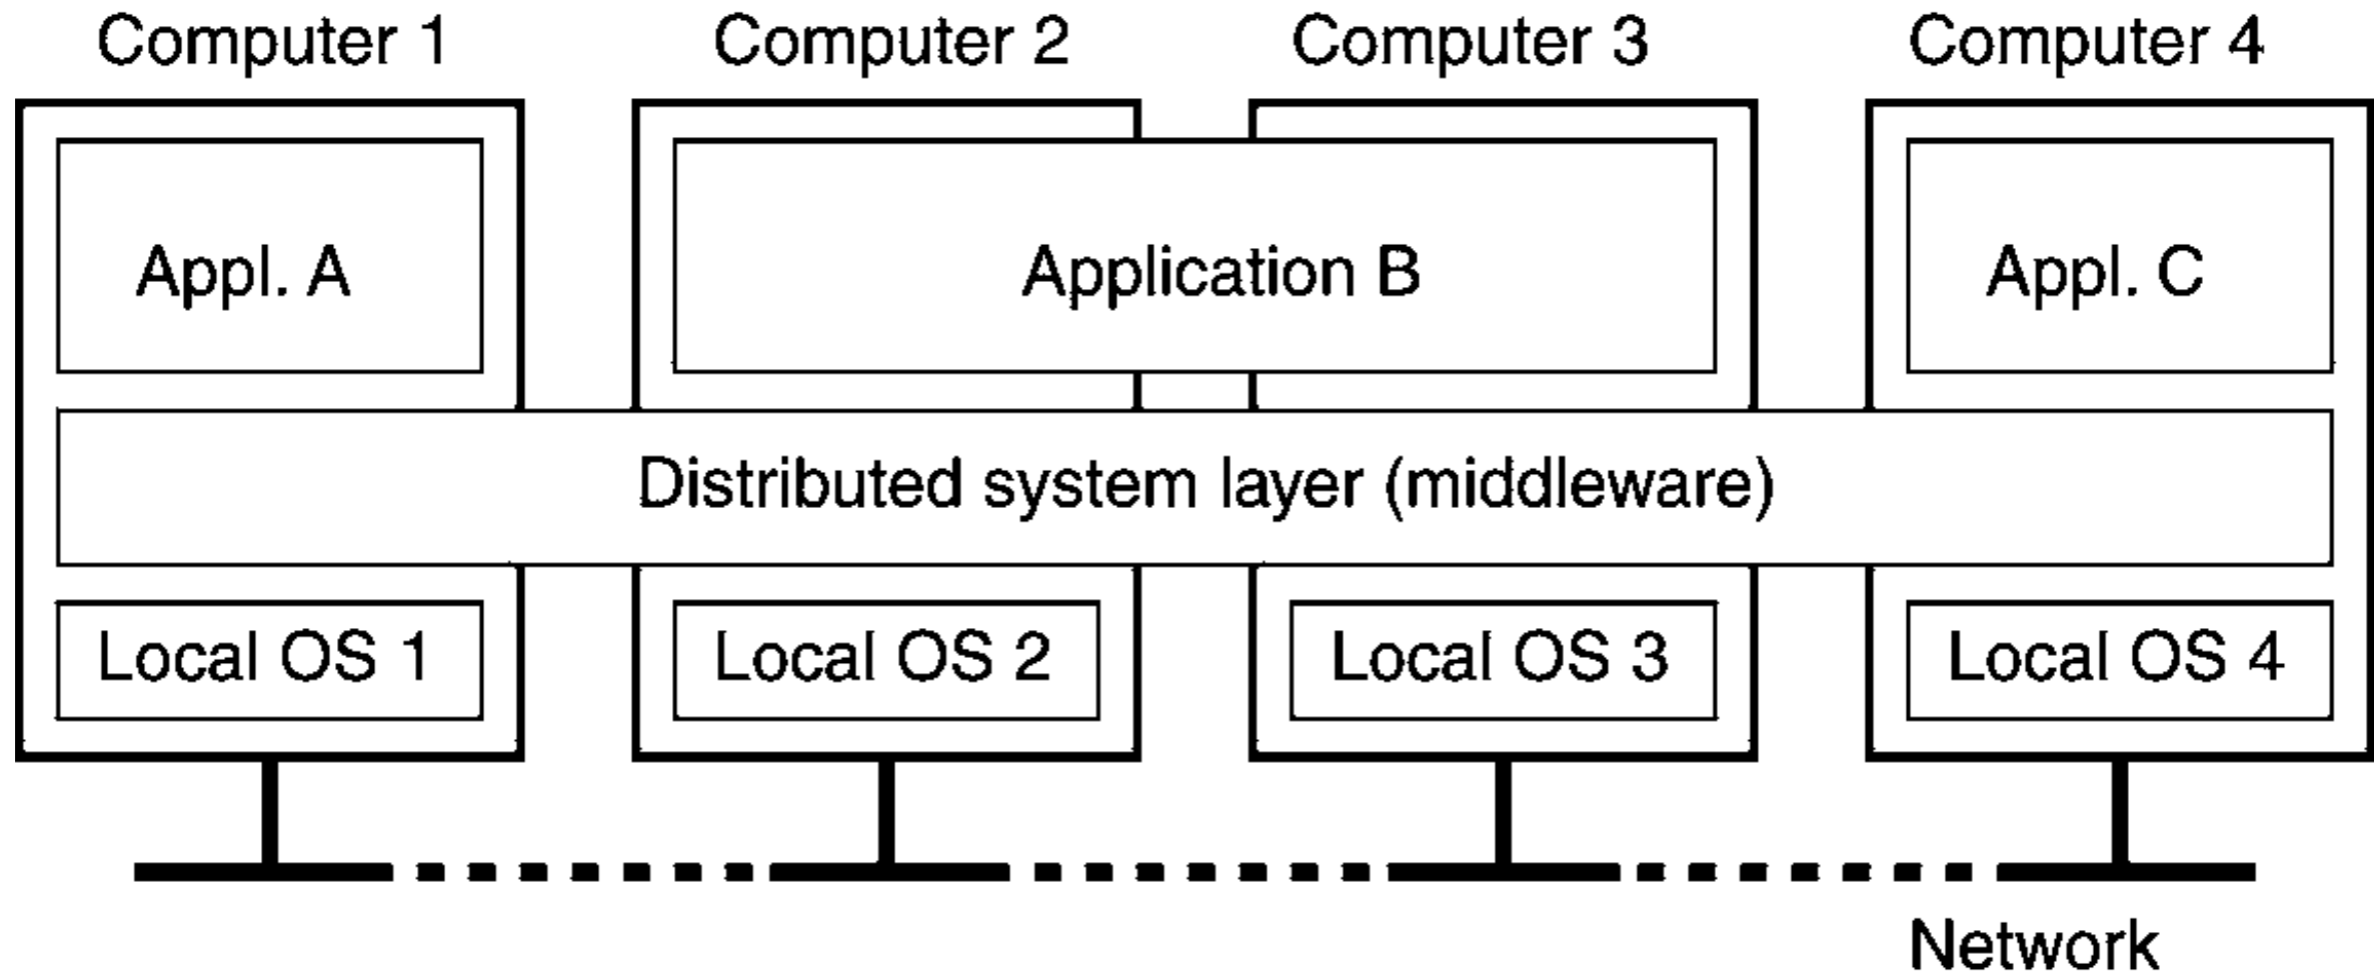 Computer 1
Computer 2
Computer 3
Computer 4
Appl. A
Application B
Appl. C
Distributed system layer (middleware)
Local OS 1
Local OS 2
Local OS 3
Local OS 4
Network